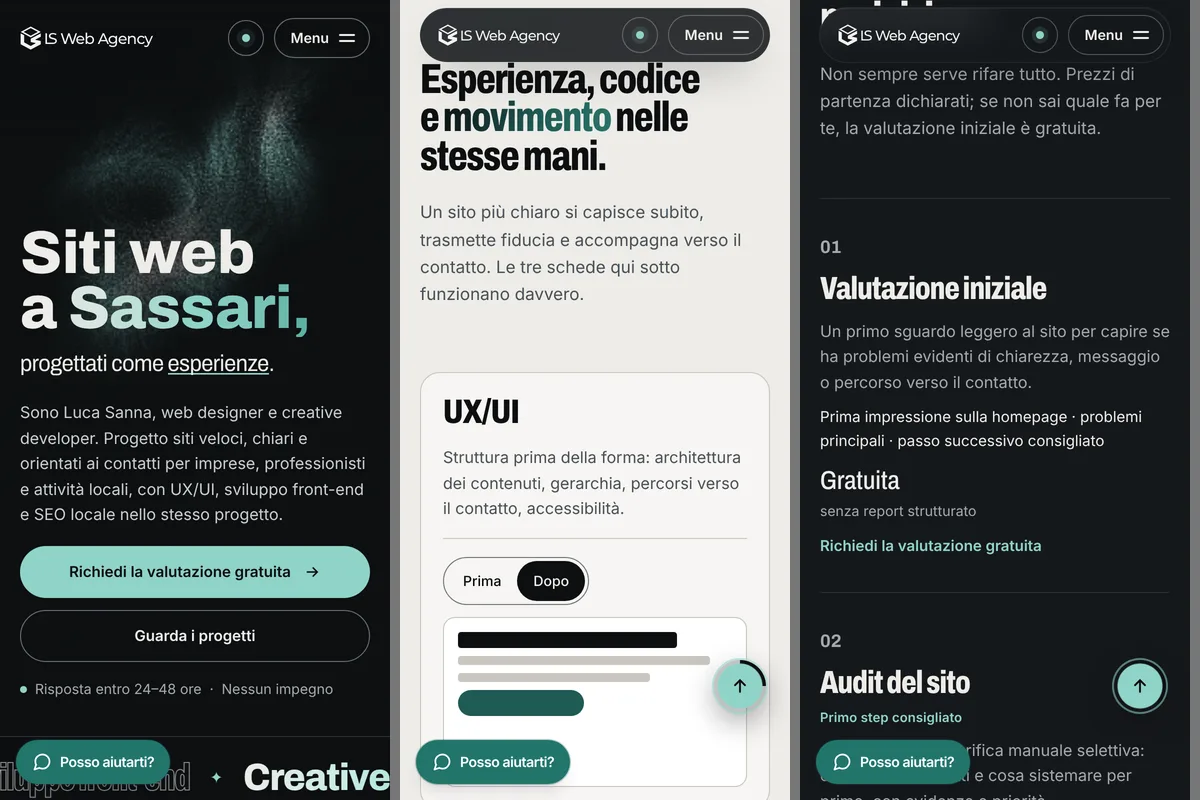 LS Web Agency
Menu
Siti web
a Sassari,
progettati come esperienze.
Sono Luca Sanna, web designer e creative
developer. Progetto siti veloci, chiari e
orientati ai contatti per imprese, professionisti
e attività locali, con UX/UI, sviluppo front-end
e SEO locale nello stesso progetto.
Richiedi la valutazione gratuita →
Guarda i progetti
Risposta entro 24–48 ore · Nessun impegno
Posso aiutarti?
Creative
LS Web Agency
Menu
Esperienza, codice
e movimento nelle
stesse mani.
Un sito più chiaro si capisce subito,
trasmette fiducia e accompagna verso il
contatto. Le tre schede qui sotto
funzionano davvero.
UX/UI
Struttura prima della forma: architettura
dei contenuti, gerarchia, percorsi verso
il contatto, accessibilità.
Prima Dopo
Posso aiutarti?
LS Web Agency
Menu
Non sempre serve rifare tutto. Prezzi di
partenza dichiarati; se non sai quale fa per
te, la valutazione iniziale è gratuita.
01
Valutazione iniziale
Un primo sguardo leggero al sito per capire se
ha problemi evidenti di chiarezza, messaggio
o percorso verso il contatto.
Prima impressione sulla homepage · problemi
principali · passo successivo consigliato
Gratuita
senza report strutturato
Richiedi la valutazione gratuita
02
Audit del sito
Primo step consigliato
manuale selettiva:
Posso aiutarti?
e cosa sistemare per